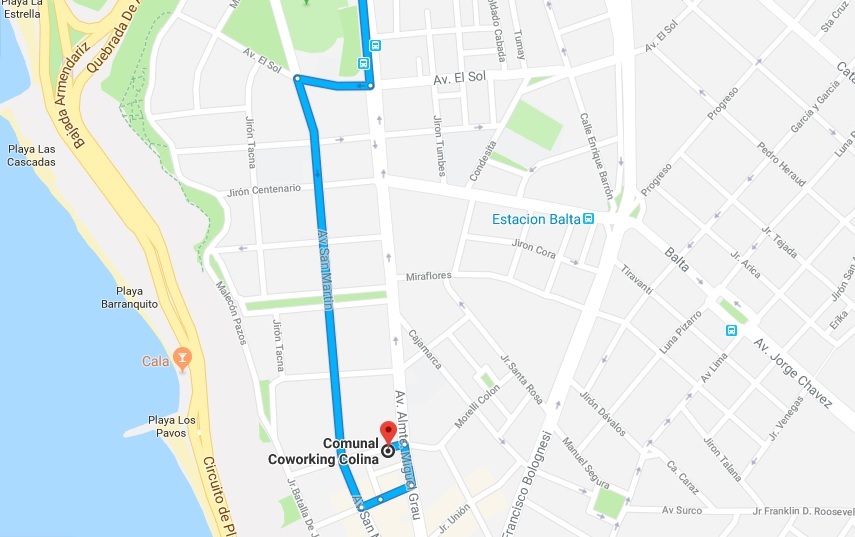 Playa La
Estrella
Quebrada De A
Bajada Armendariz
Av. El Sol
Av. El Sol
Av. El Sol
oldado Cabada
Tumay
Sta Cruz
Progreso
Garcia y Garcia
Pedro Heraud
Luna P
Playa Las
Cascadas
Jirón Tacna
Jiron Tumbes
Condesita
Calle Enrique Barrón
Progreso
Jirón Centenario
Estacion Balta
Jiron Cora
Tiravanti
Balta
Jr. Tejada
Jr. Arica
Jirón San
Erika
Av San Martín
Miraflores
Playa
Barranquito
Malecón Pazos
Jirón Tacna
Cajamarca
Jr. Santa Rosa
Luna Pizarro
Av Lima
Av. Jorge Chavez
Cala
Morelli Colon
Jirón Dávalos
Jr. Venegas
Playa Los
Pavos
Av. Almte. Miguel Grau
Comunal
Coworking Colina
Francisco Bolognesi
Manuel Segura
Jiron Talana
Ca. Caraz
Circuito de Pl
Jr. Batalla De J
Av San M
Jr. Unión
Av Surco
Jr Franklin D. Roosevel